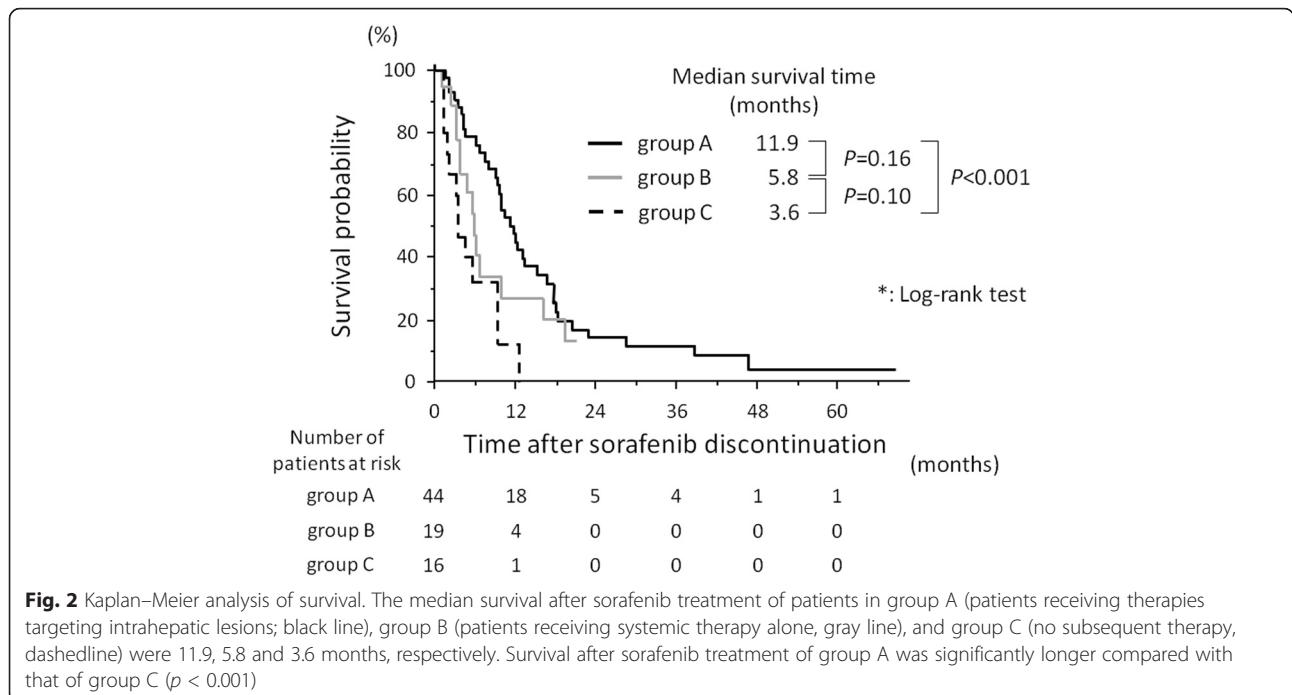 (%)
100
80
60
40
20
0
Survival probability
Median survival time
(months)
group A 11.9
group B 5.8
group C 3.6
P=0.16
P=0.10
P<0.001
*: Log-rank test
0 12 24 36 48 60
Time after sorafenib discontinuation
(months)
Number of
patients at risk
group A 44 18 5 4 1 1
group B 19 4 0 0 0 0
group C 16 1 0 0 0 0
Fig. 2 Kaplan–Meier analysis of survival. The median survival after sorafenib treatment of patients in group A (patients receiving therapies
targeting intrahepatic lesions; black line), group B (patients receiving systemic therapy alone, gray line), and group C (no subsequent therapy,
dashedline) were 11.9, 5.8 and 3.6 months, respectively. Survival after sorafenib treatment of group A was significantly longer compared with
that of group C (p < 0.001)